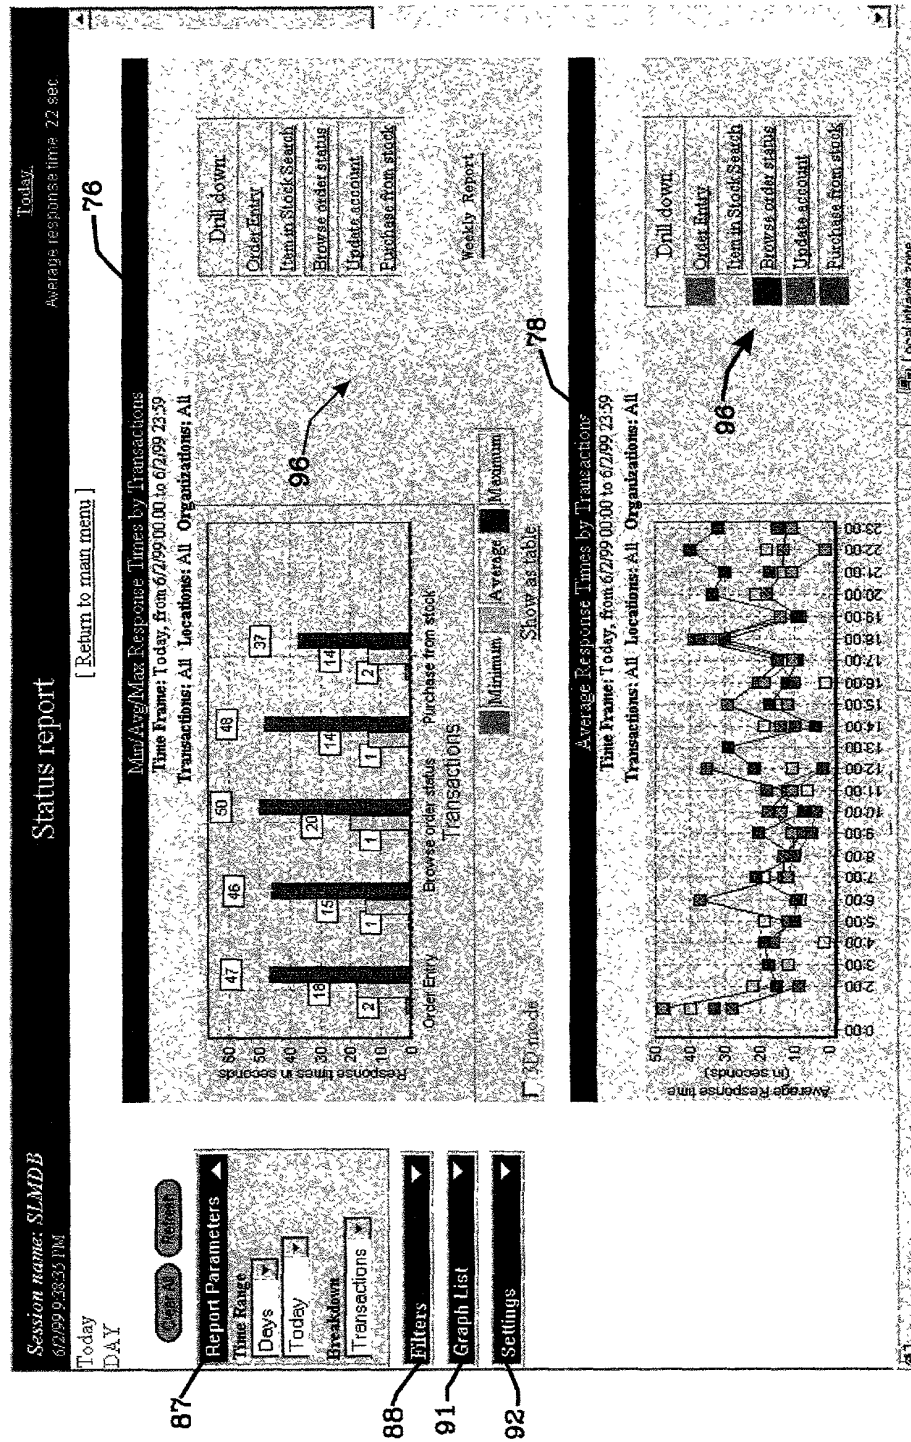 Session name: SLMDB
6/2/99 9:38:35 PM
Status report
Today
Average response time 22 sec
Today
DAY
[ Return to main menu ]
Clear All
Refresh
87
Report Parameters
Time Range
Days
Today
Breakdown
Transactions
88
Filters
91
Graph List
92
Settings
76
Min/Avg/Max Response Times by Transactions
Time Frame: Today, from 6/2/99 00:00 to 6/2/99 23:59
Transactions: All Locations: All Organizations: All
Response times in seconds
60
50
40
30
20
10
0
47
18
2
46
15
1
50
20
1
48
14
1
37
14
2
Order Entry
Browse order status
Purchase from stock
Transactions
Minimum
Average
Maximum
3D mode
Show as table
96
Drill down
Order Entry
Item in Stock Search
Browse order status
Update account
Purchase from stock
Weekly Report
78
Average Response Times by Transactions
Time Frame: Today, from 6/2/99 00:00 to 6/2/99 23:59
Transactions: All Locations: All Organizations: All
Average Response time
(in seconds)
50
40
30
20
10
0
0:00
2:00
3:00
4:00
5:00
6:00
7:00
8:00
9:00
10:00
11:00
12:00
13:00
14:00
15:00
16:00
17:00
18:00
19:00
20:00
21:00
22:00
23:00
96
Drill down
Order Entry
Item in Stock Search
Browse order status
Update account
Purchase from stock
Local intranet zone